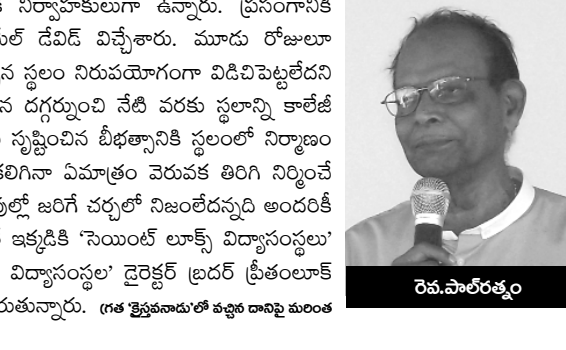 నిర్వాహకులుగా ఉన్నారు. ప్రసంగానికి
డేవిడ్ విచ్చేశారు. మూడు రోజులూ
స్థలం నిరుపయోగంగా విడిచిపెట్టలేదని
దగ్గర్నుంచి నేటి వరకు స్థలాన్ని కాలేజీ
సృష్టించిన బీభత్సానికి స్థలంలో నిర్మాణం
కలిగినా ఏమాత్రం వెరువక తిరిగి నిర్మించే
జరిగే చర్చలో నిజంలేదన్నది అందరికీ
ఇక్కడికి 'సెయింట్ లూక్స్ విద్యాసంస్థలు'
విద్యాసంస్థల' డైరెక్టర్ బ్రదర్ ప్రీతంలూక్
(గత 'క్రైస్తవనాడు'లో వచ్చిన దానిపై మరింత
రెవ.పాల్‌రత్నం